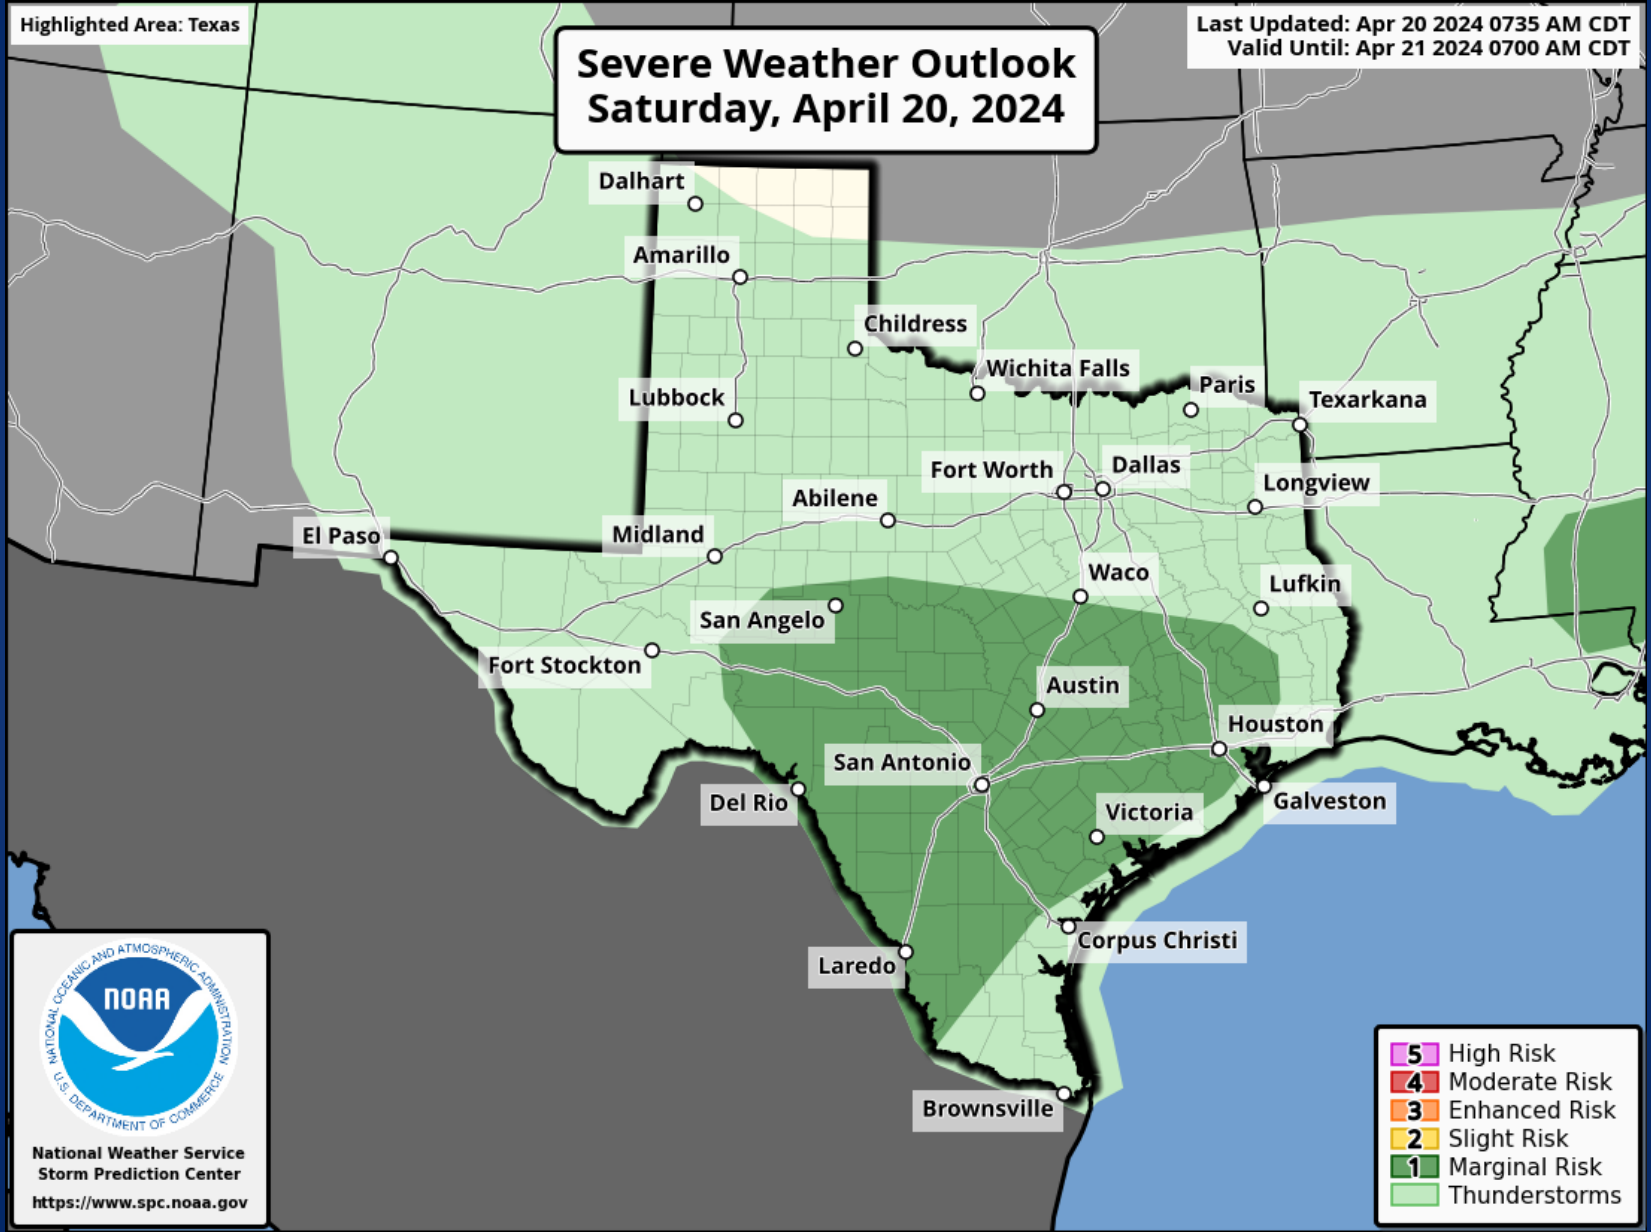 Highlighted Area: Texas
Severe Weather Outlook
Saturday, April 20, 2024
Last Updated: Apr 20 2024 0735 AM CDT
Valid Until: Apr 21 2024 0700 AM CDT
Dalhart
Amarillo
Childress
Wichita Falls
Paris
Texarkana
Lubbock
Fort Worth
Dallas
Longview
Abilene
El Paso
Midland
Waco
Lufkin
San Angelo
Fort Stockton
Austin
Houston
San Antonio
Del Rio
Victoria
Galveston
Corpus Christi
Laredo
Brownsville
NATIONAL OCEANIC AND ATMOSPHERIC ADMINISTRATION
NOAA
U.S. DEPARTMENT OF COMMERCE
National Weather Service
Storm Prediction Center
https://www.spc.noaa.gov
5 High Risk
4 Moderate Risk
3 Enhanced Risk
2 Slight Risk
1 Marginal Risk
Thunderstorms